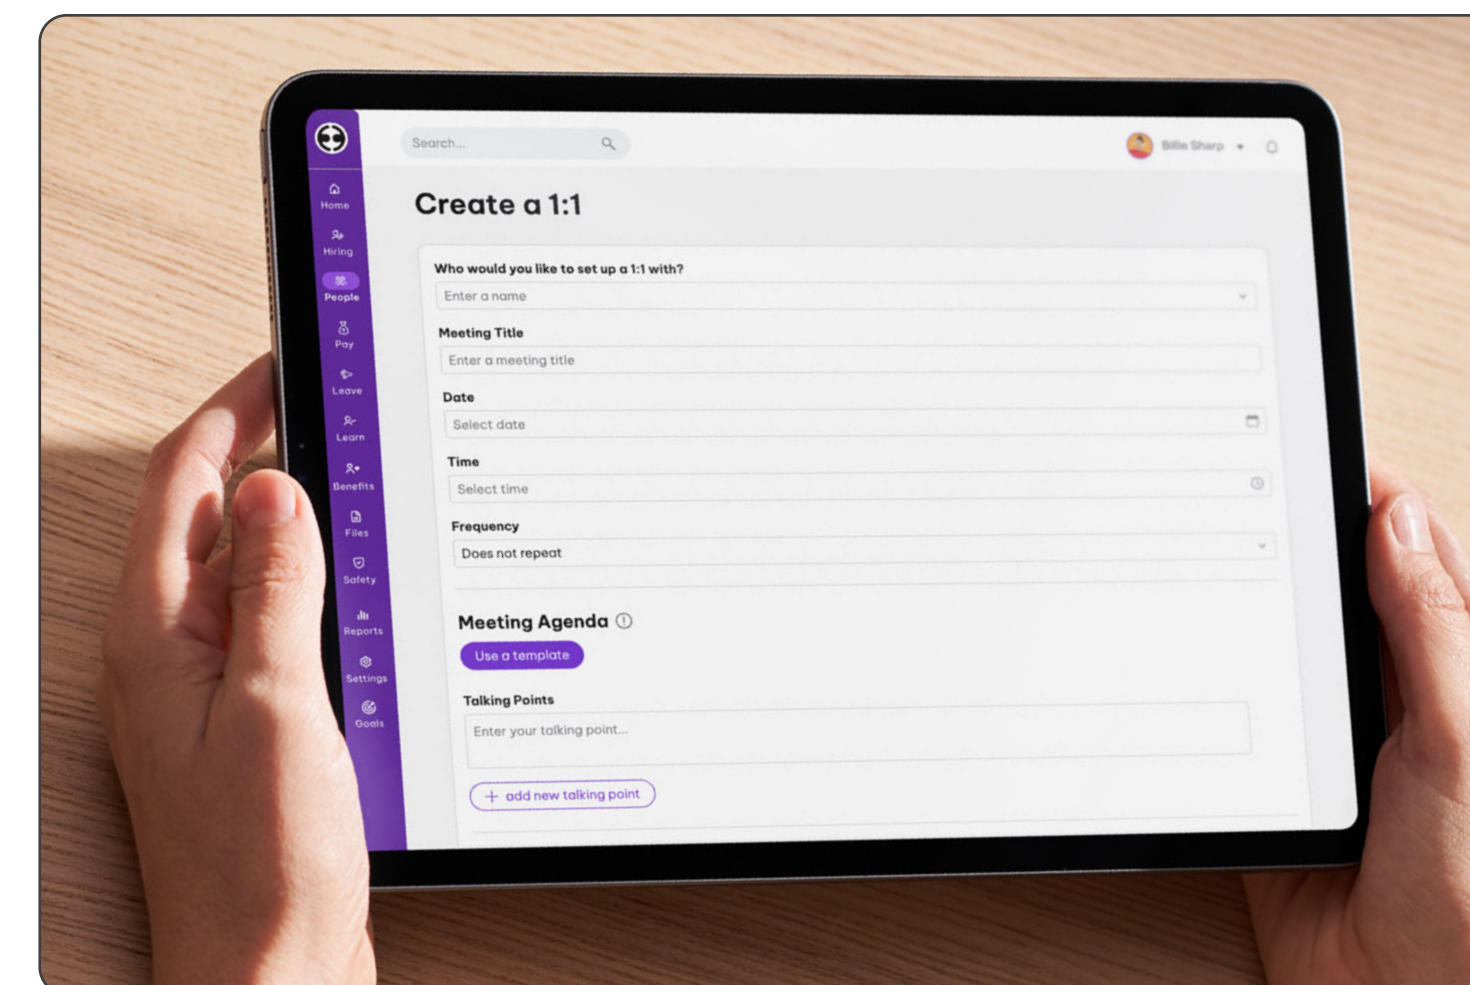 Search...
Billie Sharp
Home
Hiring
People
Pay
Leave
Learn
Benefits
Files
Safety
Reports
Settings
Goals
Create a 1:1
Who would you like to set up a 1:1 with?
Enter a name
Meeting Title
Enter a meeting title
Date
Select date
Time
Select time
Frequency
Does not repeat
Meeting Agenda
Use a template
Talking Points
Enter your talking point...
+ add new talking point